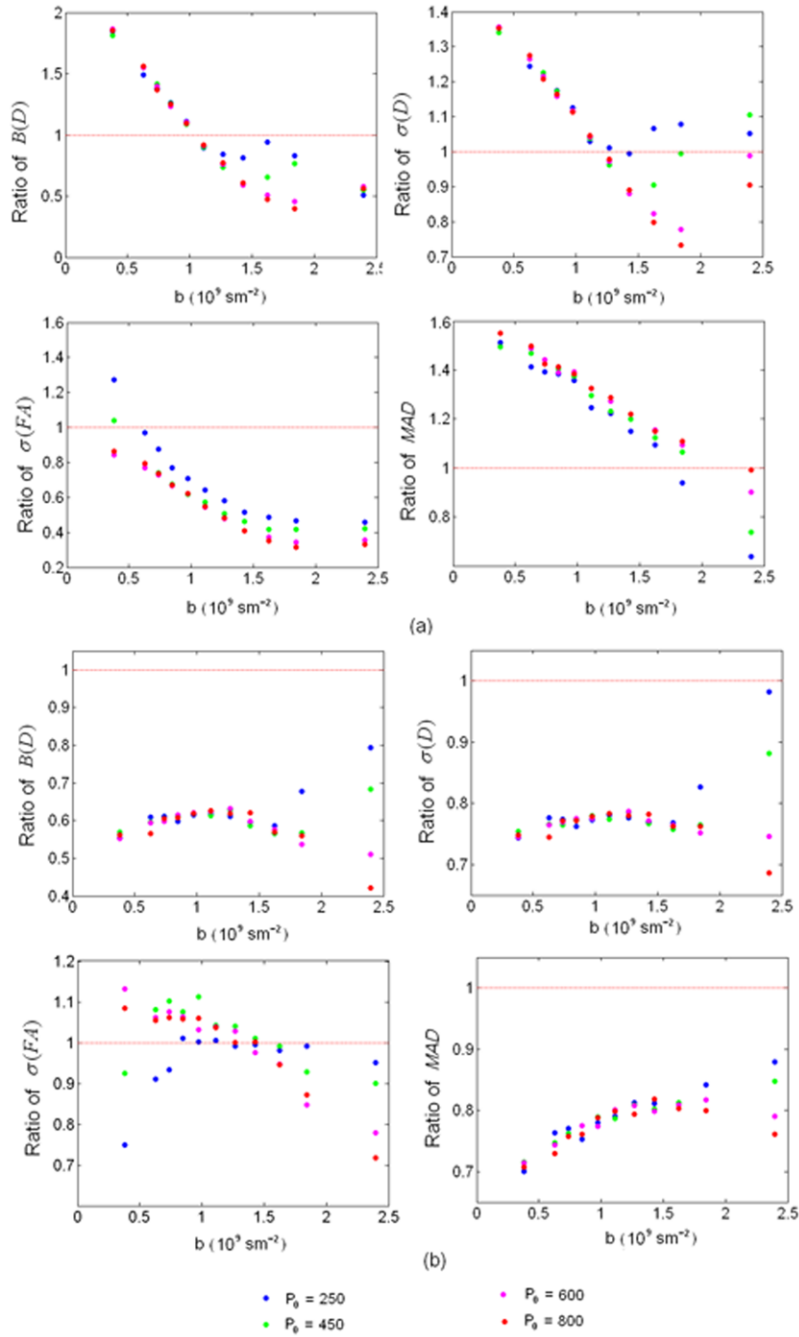 Ratio of B(D)
2
1.5
1
0.5
0
0 0.5 1 1.5 2 2.5
b (10⁹ sm⁻²)
Ratio of σ(D)
1.4
1.3
1.2
1.1
1
0.9
0.8
0.7
0 0.5 1 1.5 2 2.5
b (10⁹ sm⁻²)
Ratio of σ(FA)
1.6
1.4
1.2
1
0.8
0.6
0.4
0.2
0 0.5 1 1.5 2 2.5
b (10⁹ sm⁻²)
Ratio of MAD
1.6
1.4
1.2
1
0.8
0 0.5 1 1.5 2 2.5
b (10⁹ sm⁻²)
(a)
Ratio of B(D)
1
0.9
0.8
0.7
0.6
0.5
0.4
0 0.5 1 1.5 2 2.5
b (10⁹ sm⁻²)
Ratio of σ(D)
1
0.9
0.8
0.7
0 0.5 1 1.5 2 2.5
b (10⁹ sm⁻²)
Ratio of σ(FA)
1.2
1.1
1
0.9
0.8
0.7
0 0.5 1 1.5 2 2.5
b (10⁹ sm⁻²)
Ratio of MAD
1
0.9
0.8
0.7
0 0.5 1 1.5 2 2.5
b (10⁹ sm⁻²)
(b)
P₀ = 250
P₀ = 450
P₀ = 600
P₀ = 800